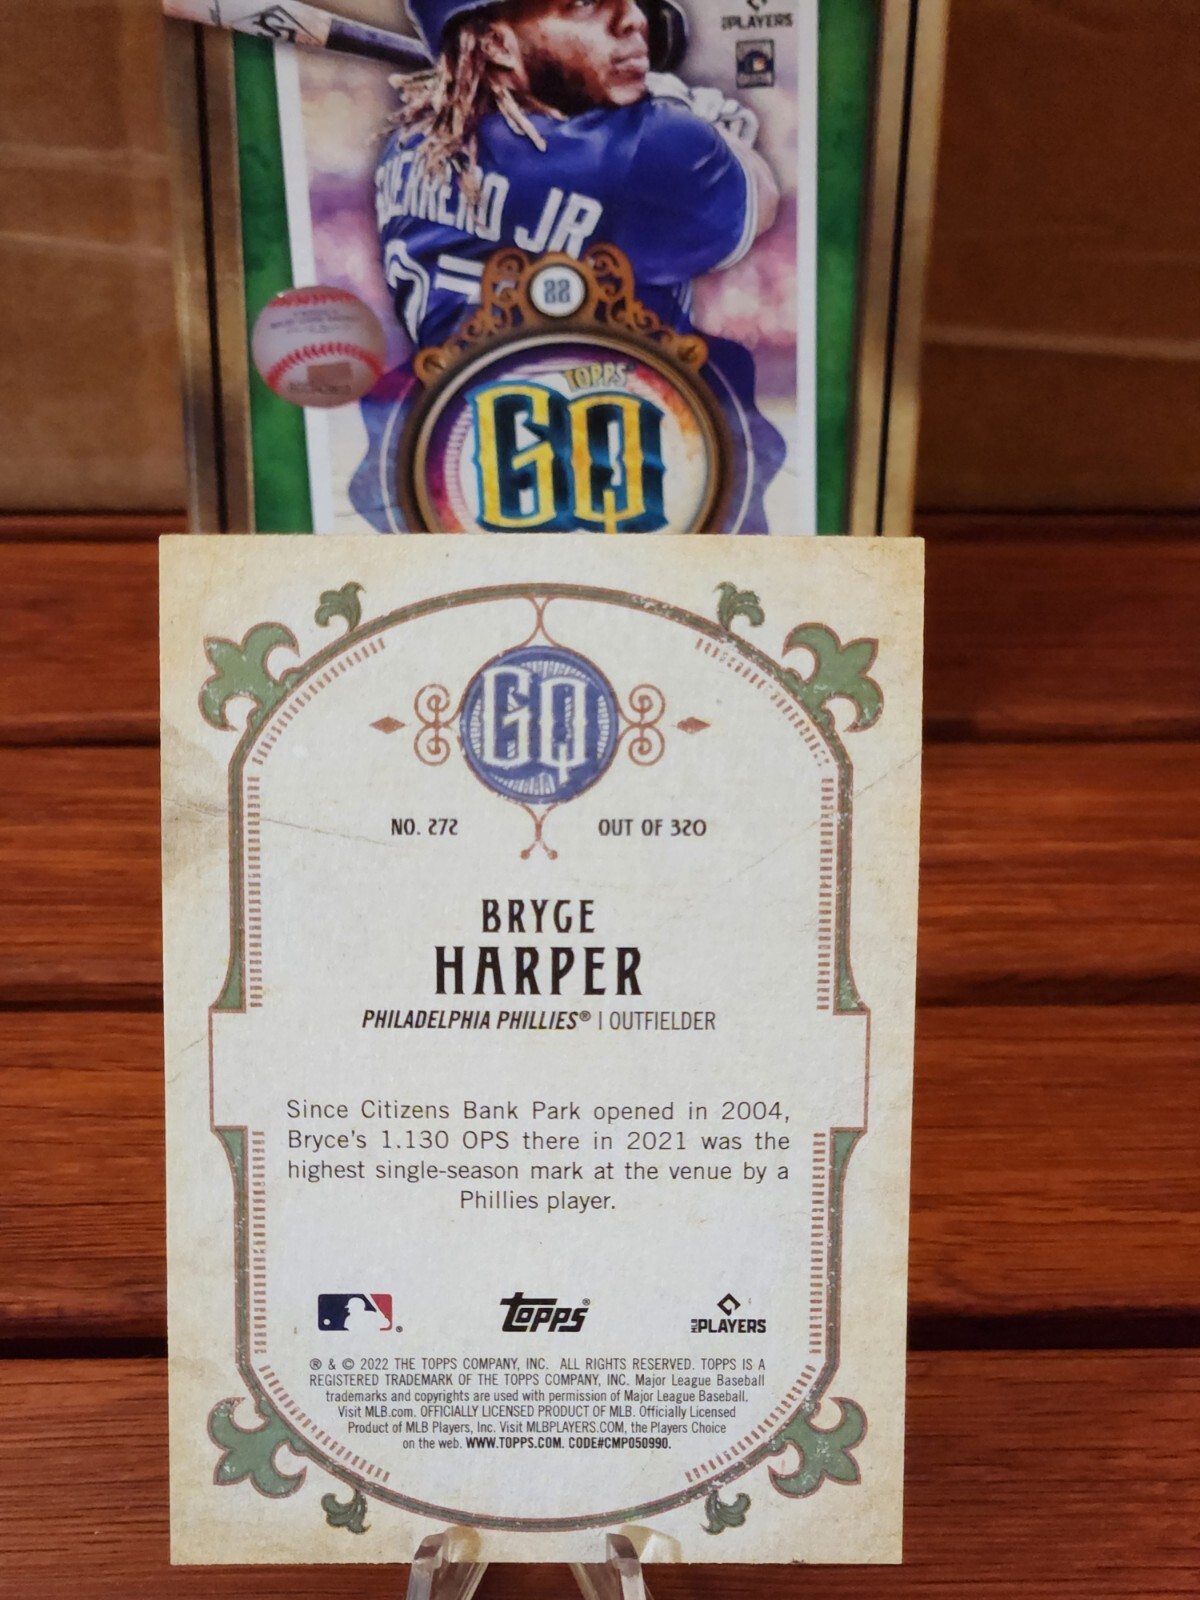 PLAYERS
GUERRERO JR
22
TOPPS
GQ
GQ
NO. 272 OUT OF 320
BRYCE
HARPER
PHILADELPHIA PHILLIES® | OUTFIELDER
Since Citizens Bank Park opened in 2004,
Bryce's 1.130 OPS there in 2021 was the
highest single-season mark at the venue by a
Phillies player.
topps® MLB PLAYERS
® & © 2022 THE TOPPS COMPANY, INC. ALL RIGHTS RESERVED. TOPPS IS A
REGISTERED TRADEMARK OF THE TOPPS COMPANY, INC. Major League Baseball
trademarks and copyrights are used with permission of Major League Baseball.
Visit MLB.com. OFFICIALLY LICENSED PRODUCT OF MLB. Officially Licensed
Product of MLB Players, Inc. Visit MLBPLAYERS.COM, the Players Choice
on the web. WWW.TOPPS.COM. CODE#CMP050990.